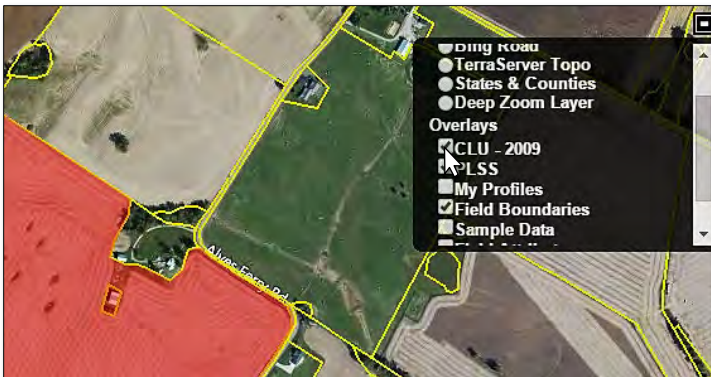 Bing Road
TerraServer Topo
States & Counties
Deep Zoom Layer
Overlays
CLU - 2009
PLSS
My Profiles
Field Boundaries
Sample Data
Alves Ferry Rd